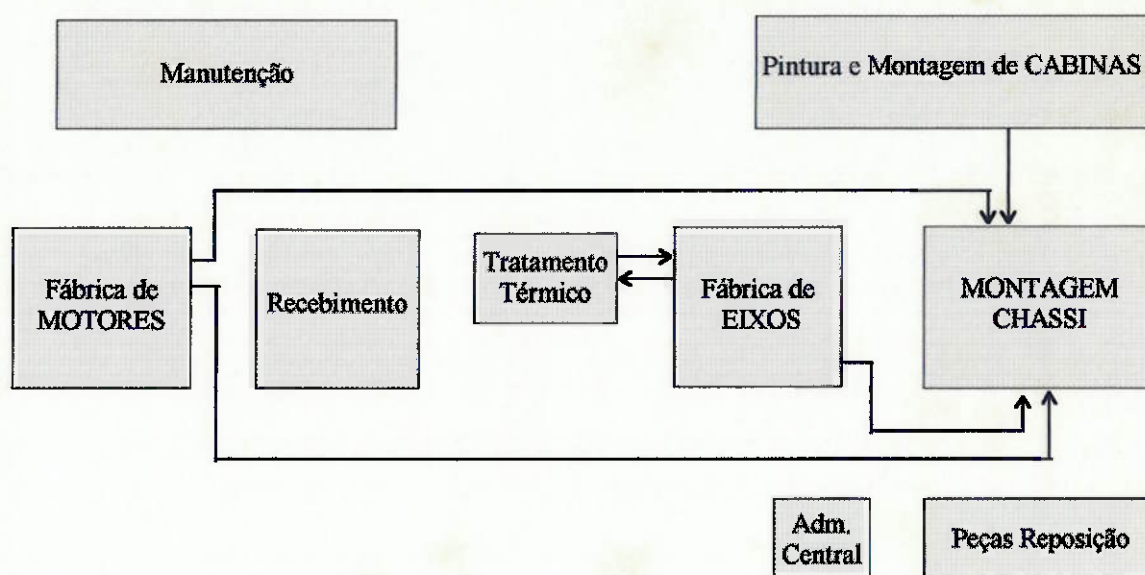 Manutenção
Pintura e Montagem de CABINAS
Fábrica de
MOTORES
Recebimento
Tratamento
Térmico
Fábrica de
EIXOS
MONTAGEM
CHASSI
Adm.
Central
Peças Reposição